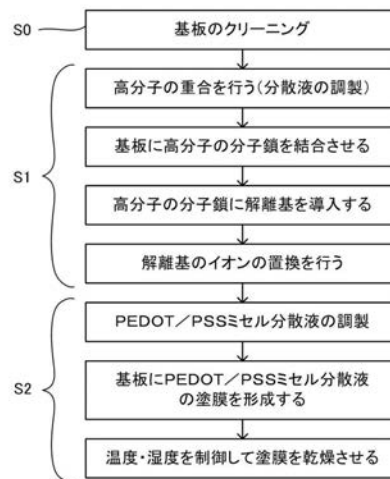 S0
基板のクリーニング
S1
高分子の重合を行う(分散液の調製)
基板に高分子の分子鎖を結合させる
高分子の分子鎖に解離基を導入する
解離基のイオンの置換を行う
S2
PEDOT/PSSミセル分散液の調製
基板にPEDOT/PSSミセル分散液
の塗膜を形成する
温度・湿度を制御して塗膜を乾燥させる